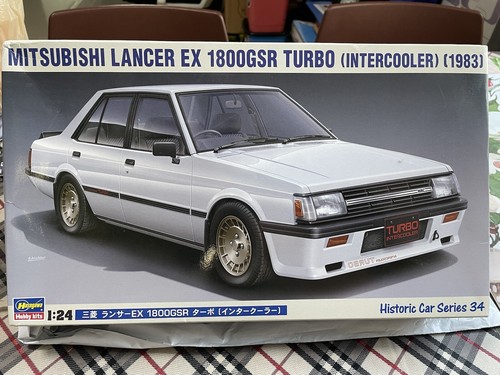 MITSUBISHI LANCER EX 1800GSR TURBO (INTERCOOLER) (1983)
TURBO
INTERCOOLER
OBRUT
Hasegawa
Hobby kits
1:24
三菱 ランサーEX 1800GSR ターボ [インタークーラー]
Historic Car Series 34